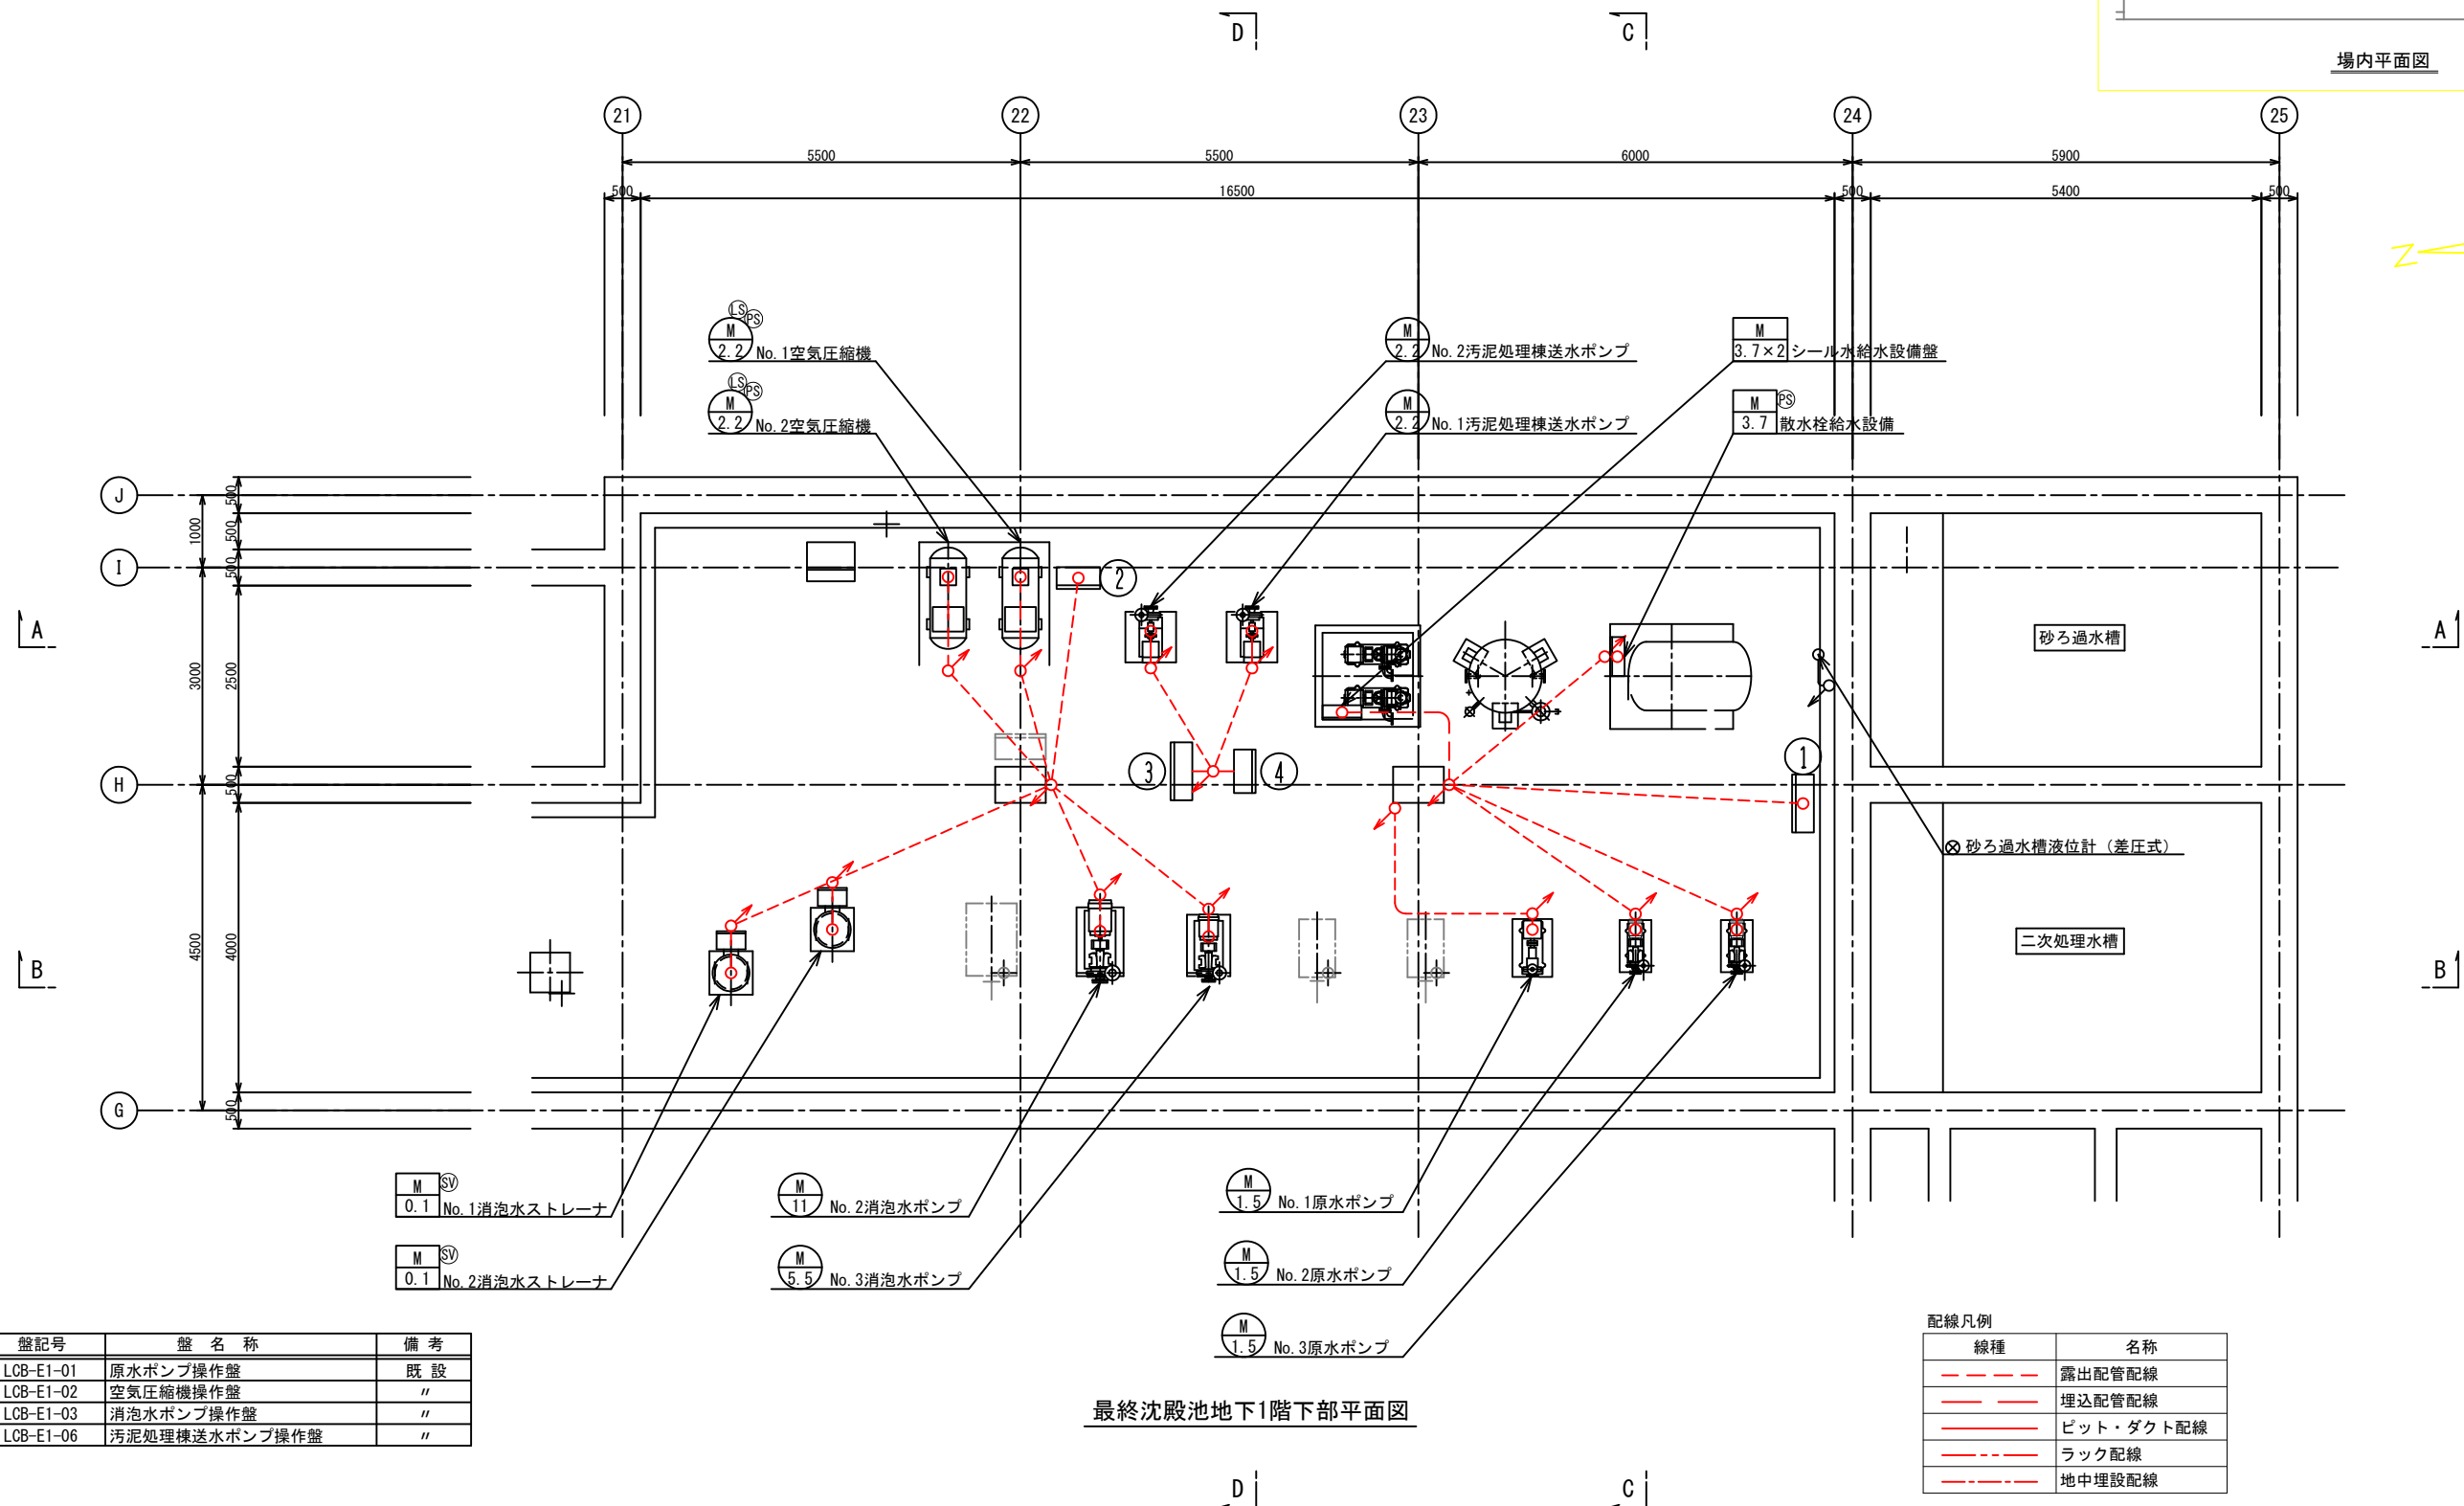 D
C
場内平面図
21
22
23
24
25
5500
5500
6000
5900
500
16500
500
5400
500
N
LS
PS
M
2.2
No.1空気圧縮機
LS
PS
M
2.2
No.2空気圧縮機
M
2.2
No.2汚泥処理棟送水ポンプ
M
2.2
No.1汚泥処理棟送水ポンプ
M
3.7×2
シール水給水設備盤
M
PS
3.7
散水栓給水設備
J
I
H
G
500
1000
500
500
3000
2500
500
4500
4000
500
A
A
B
B
2
3
4
1
砂ろ過水槽
砂ろ過水槽液位計（差圧式）
二次処理水槽
M
SV
0.1
No.1消泡水ストレーナ
M
SV
0.1
No.2消泡水ストレーナ
M
11
No.2消泡水ポンプ
M
5.5
No.3消泡水ポンプ
M
1.5
No.1原水ポンプ
M
1.5
No.2原水ポンプ
M
1.5
No.3原水ポンプ
盤記号 盤 名 称 備 考
LCB-E1-01 原水ポンプ操作盤 既 設
LCB-E1-02 空気圧縮機操作盤 〃
LCB-E1-03 消泡水ポンプ操作盤 〃
LCB-E1-06 汚泥処理棟送水ポンプ操作盤 〃
最終沈殿池地下1階下部平面図
配線凡例
線種 名称
露出配管配線
埋込配管配線
ピット・ダクト配線
ラック配線
地中埋設配線
D
C